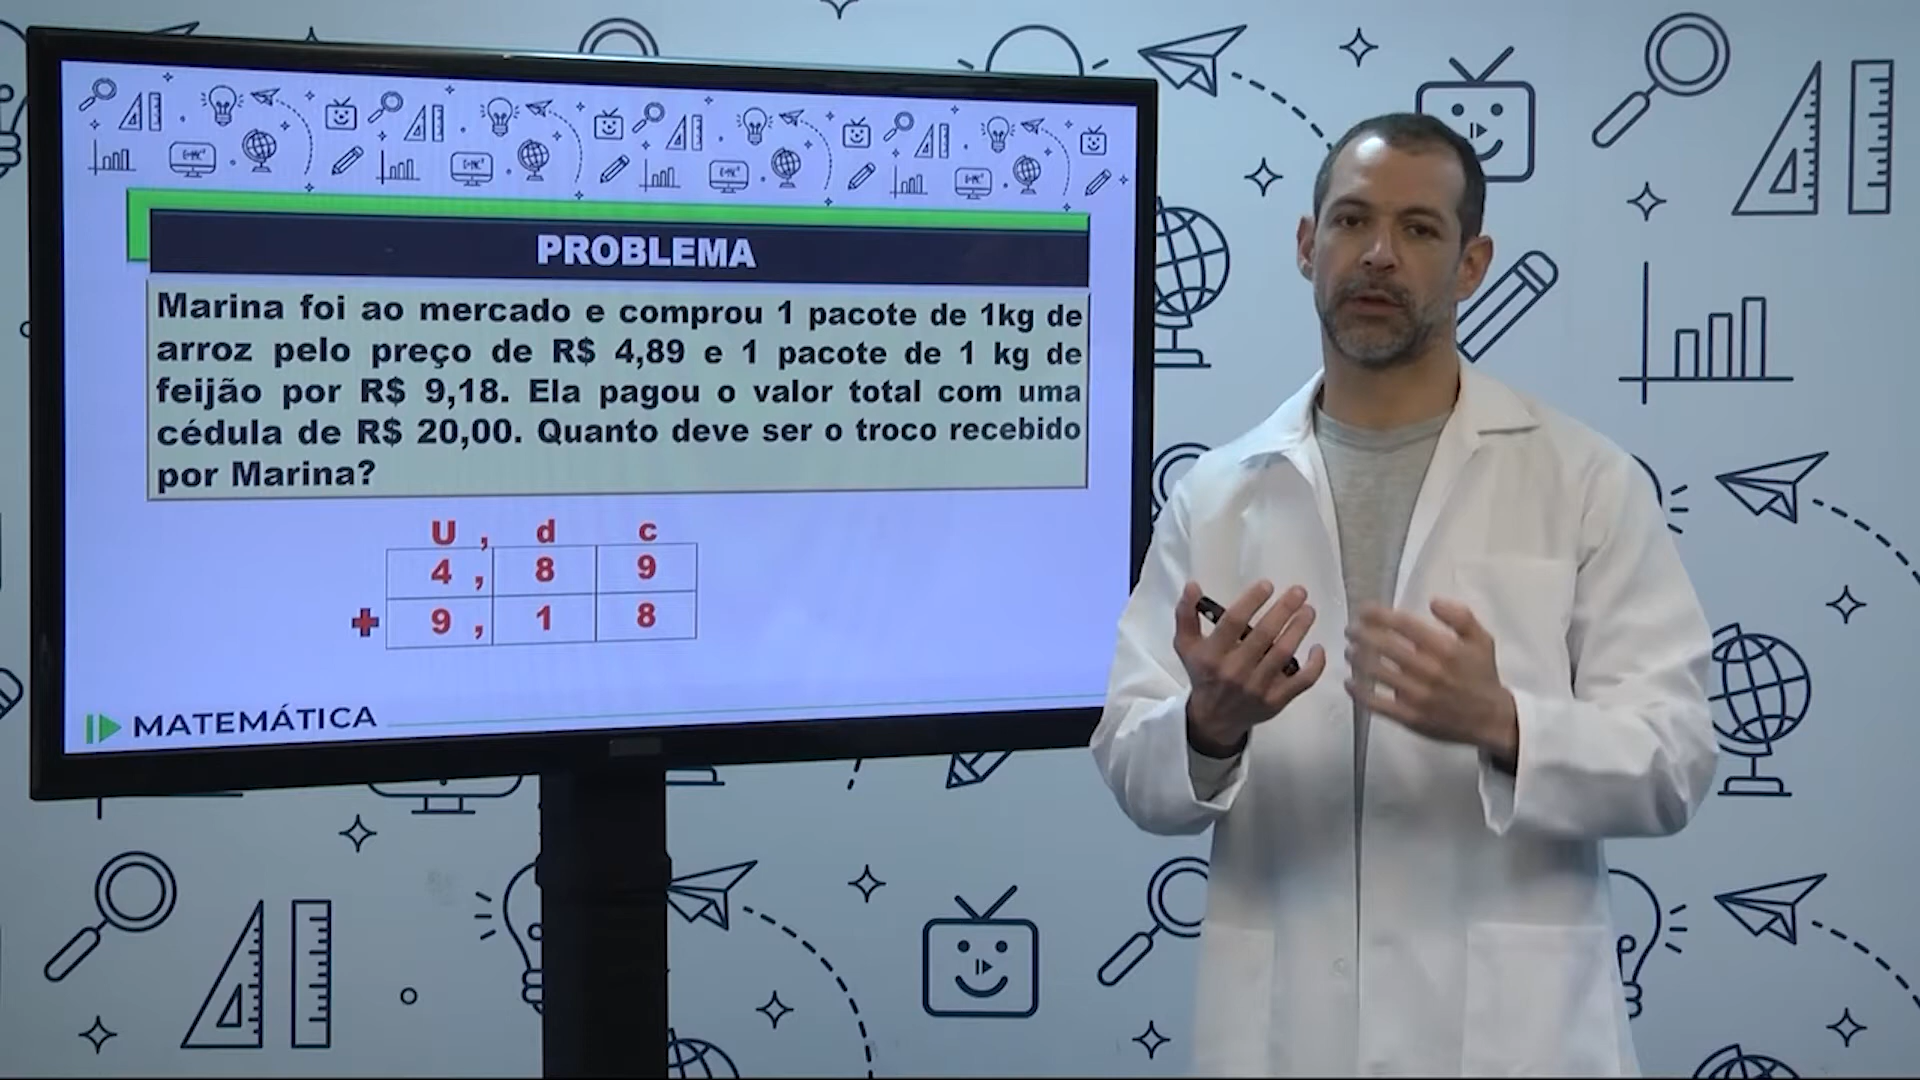 PROBLEMA
Marina foi ao mercado e comprou 1 pacote de 1kg de
arroz pelo preço de R$ 4,89 e 1 pacote de 1 kg de
feijão por R$ 9,18. Ela pagou o valor total com uma
cédula de R$ 20,00. Quanto deve ser o troco recebido
por Marina?
U , d c
4 , 8 9
+ 9 , 1 8
MATEMÁTICA